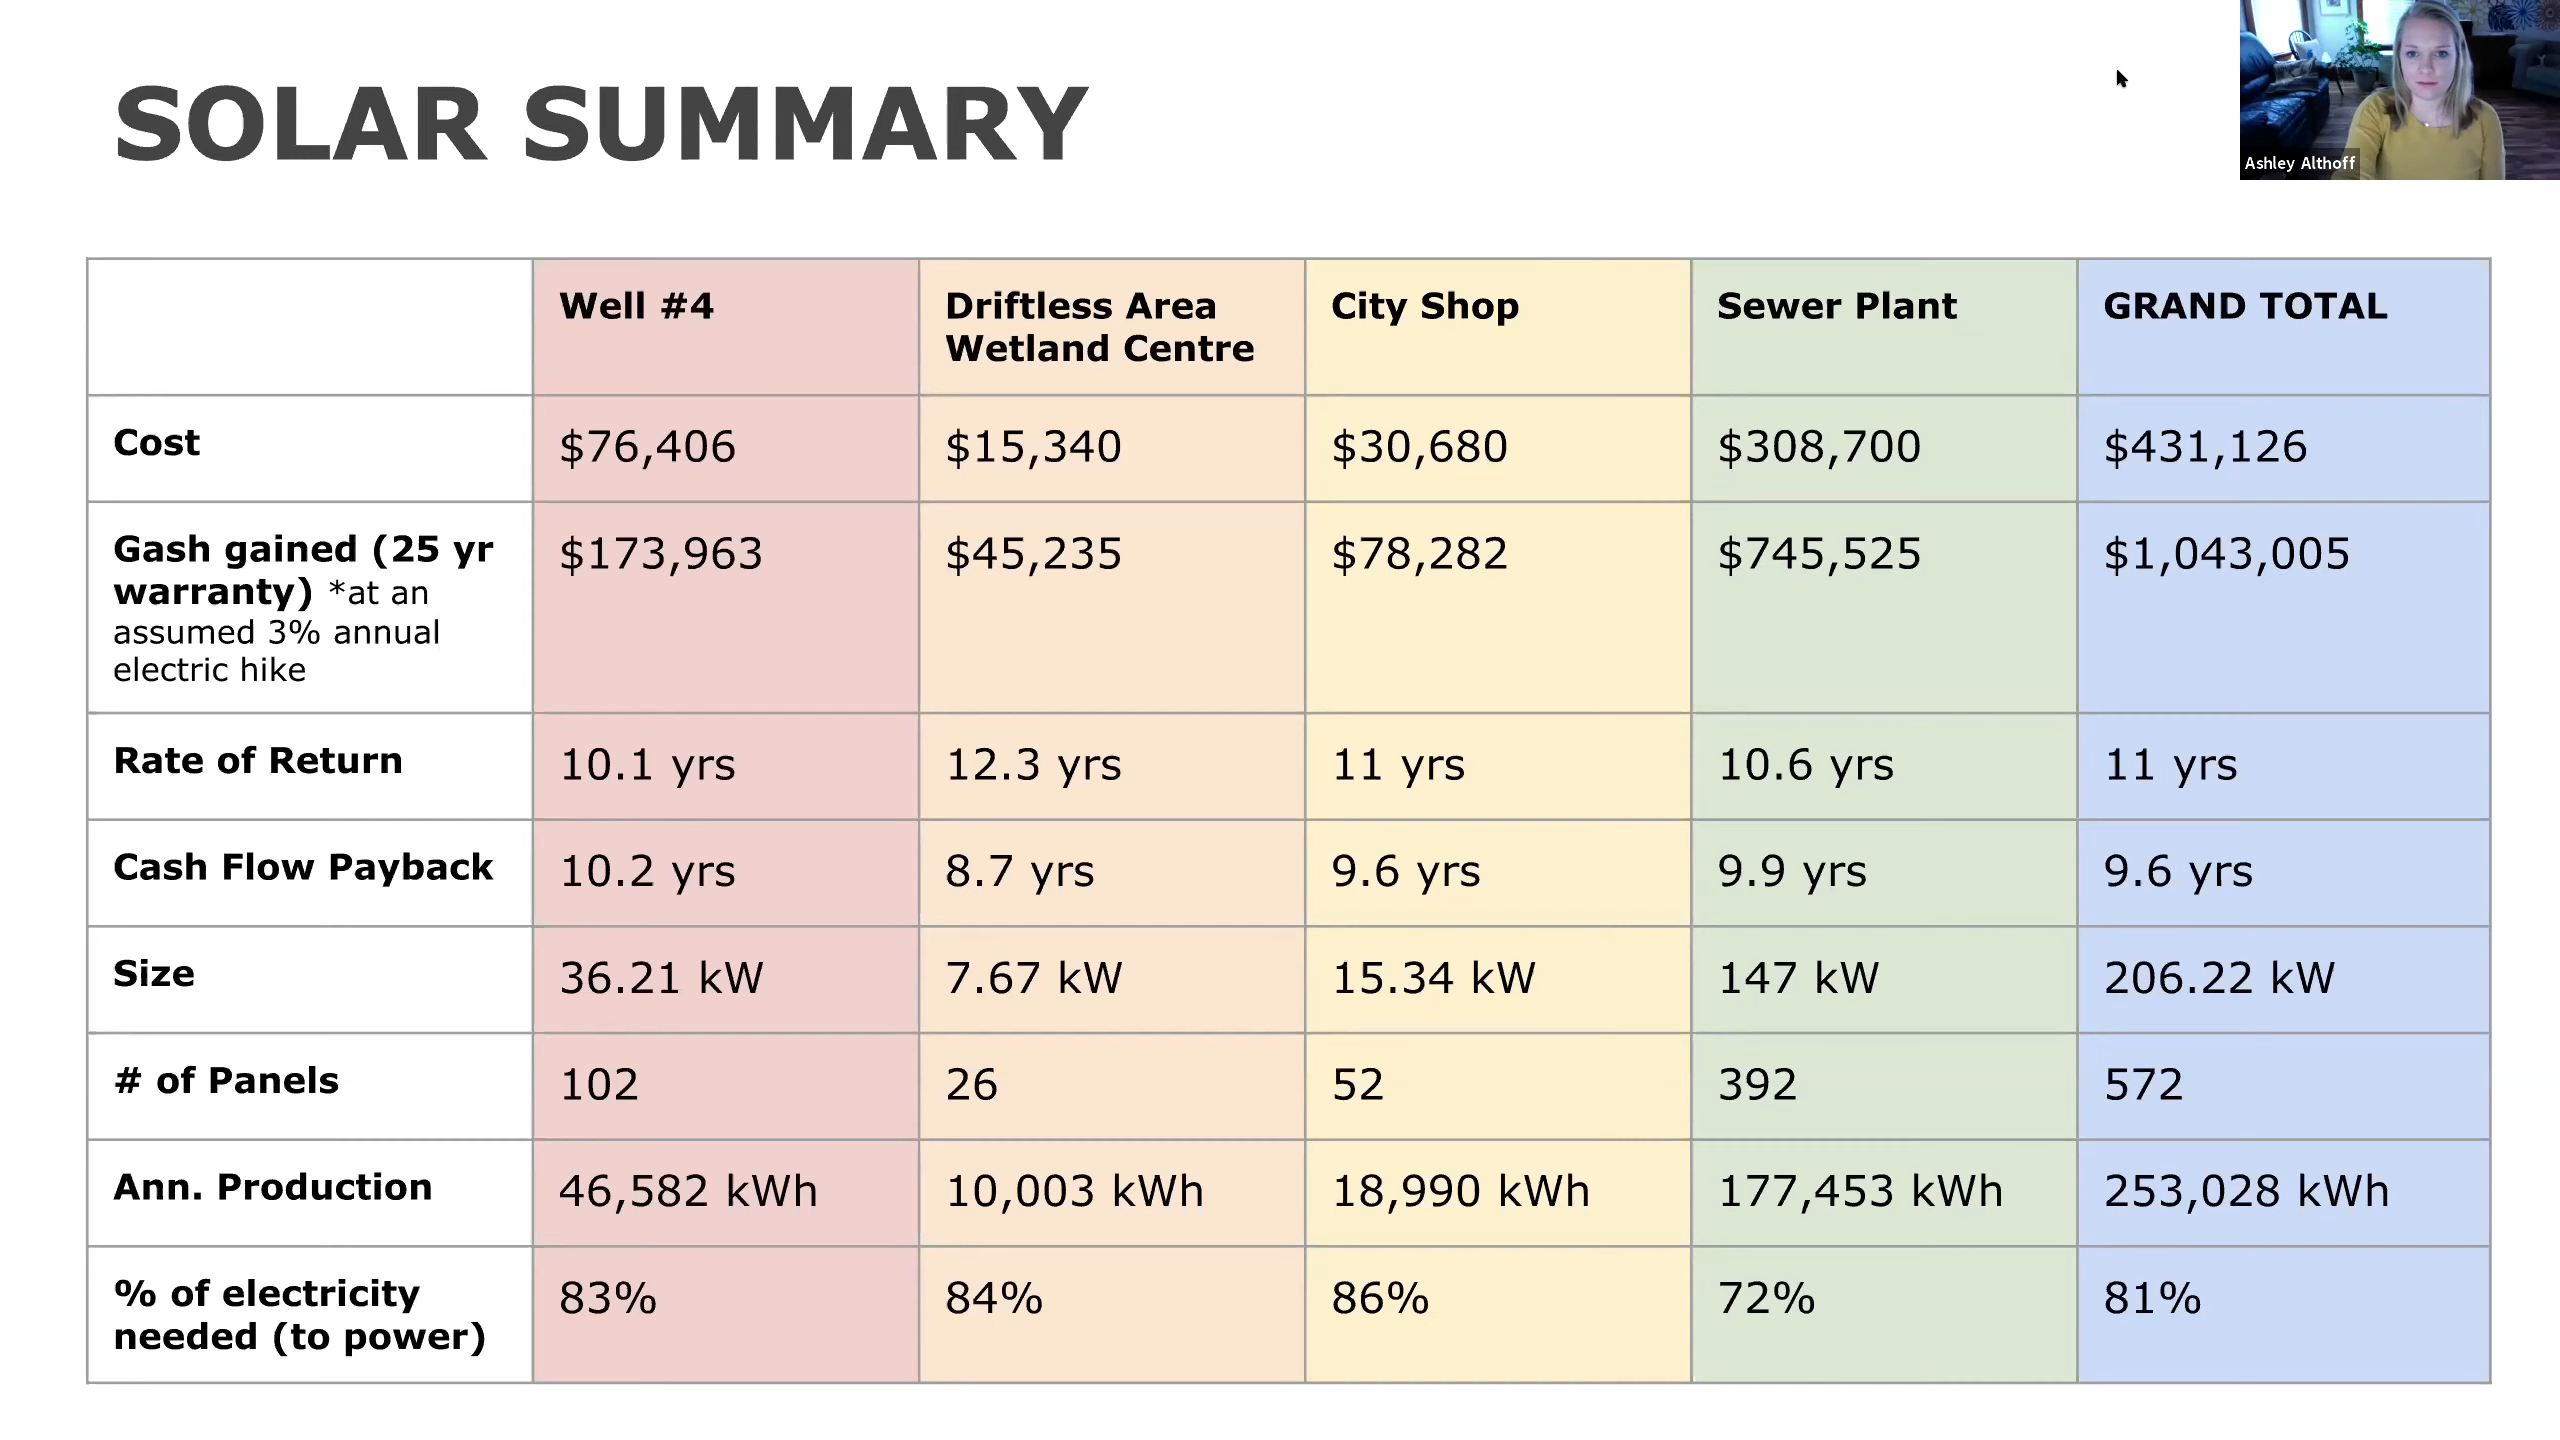 SOLAR SUMMARY
Ashley Althoff
Well #4
Driftless Area
Wetland Centre
City Shop
Sewer Plant
GRAND TOTAL
Cost
$76,406
$15,340
$30,680
$308,700
$431,126
Gash gained (25 yr
warranty) *at an
assumed 3% annual
electric hike
$173,963
$45,235
$78,282
$745,525
$1,043,005
Rate of Return
10.1 yrs
12.3 yrs
11 yrs
10.6 yrs
11 yrs
Cash Flow Payback
10.2 yrs
8.7 yrs
9.6 yrs
9.9 yrs
9.6 yrs
Size
36.21 kW
7.67 kW
15.34 kW
147 kW
206.22 kW
# of Panels
102
26
52
392
572
Ann. Production
46,582 kWh
10,003 kWh
18,990 kWh
177,453 kWh
253,028 kWh
% of electricity
needed (to power)
83%
84%
86%
72%
81%